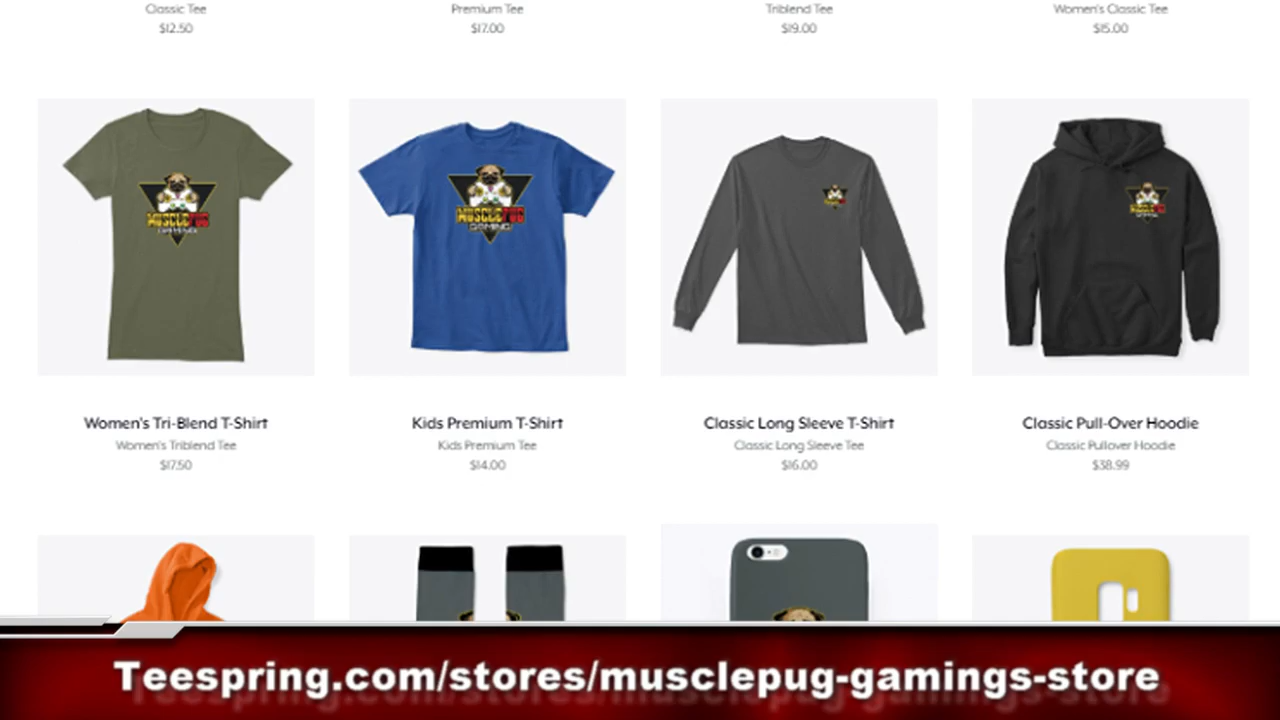 Classic Tee Premium Tee Triblend Tee Women's Classic Tee
$12.50 $17.00 $19.00 $15.00
MUSCLEPUG MUSCLEPUG
GAMING
Women's Tri-Blend T-Shirt Kids Premium T-Shirt Classic Long Sleeve T-Shirt Classic Pull-Over Hoodie
Women's Triblend Tee Kids Premium Tee Classic Long Sleeve Tee Classic Pullover Hoodie
$17.50 $14.00 $16.00 $38.99
Teespring.com/stores/musclepug-gamings-store